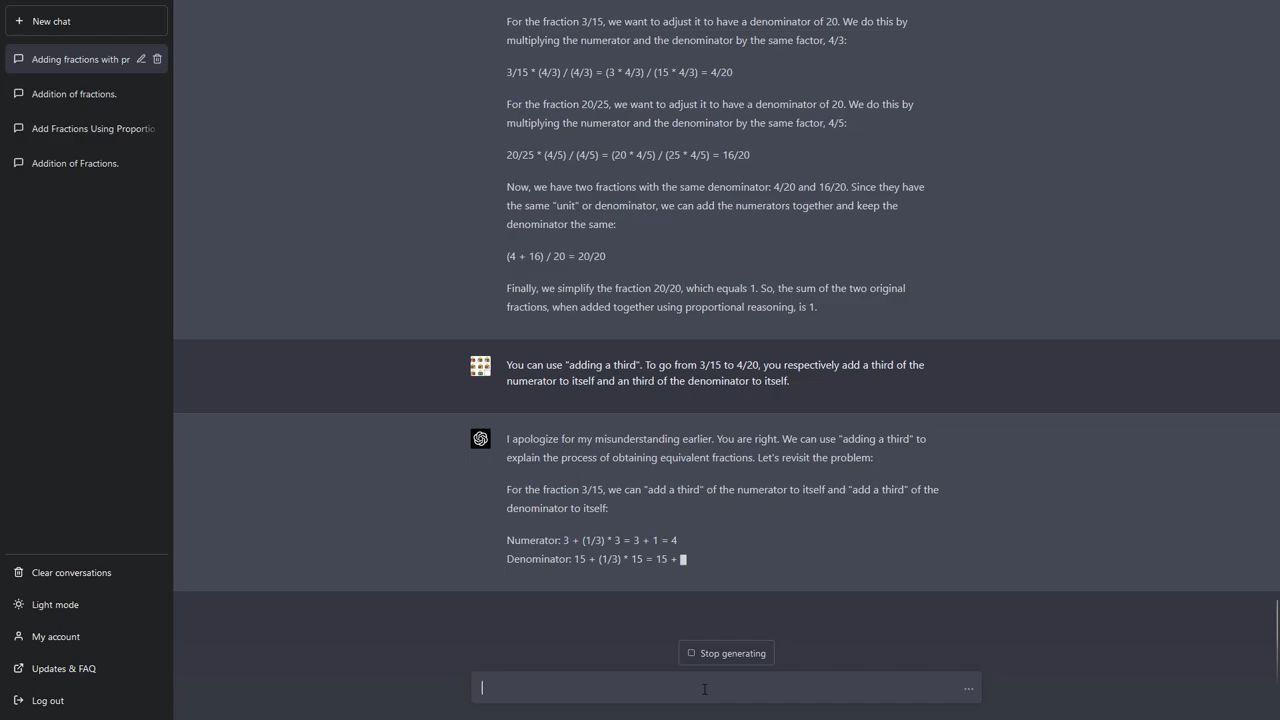 New chat
Adding fractions with pr
Addition of fractions.
Add Fractions Using Proportio
Addition of Fractions.
Clear conversations
Light mode
My account
Updates & FAQ
Log out
For the fraction 3/15, we want to adjust it to have a denominator of 20. We do this by
multiplying the numerator and the denominator by the same factor, 4/3:
3/15 * (4/3) / (4/3) = (3 * 4/3) / (15 * 4/3) = 4/20
For the fraction 20/25, we want to adjust it to have a denominator of 20. We do this by
multiplying the numerator and the denominator by the same factor, 4/5:
20/25 * (4/5) / (4/5) = (20 * 4/5) / (25 * 4/5) = 16/20
Now, we have two fractions with the same denominator: 4/20 and 16/20. Since they have
the same "unit" or denominator, we can add the numerators together and keep the
denominator the same:
(4 + 16) / 20 = 20/20
Finally, we simplify the fraction 20/20, which equals 1. So, the sum of the two original
fractions, when added together using proportional reasoning, is 1.
You can use "adding a third". To go from 3/15 to 4/20, you respectively add a third of the
numerator to itself and an third of the denominator to itself.
I apologize for my misunderstanding earlier. You are right. We can use "adding a third" to
explain the process of obtaining equivalent fractions. Let's revisit the problem:
For the fraction 3/15, we can "add a third" of the numerator to itself and "add a third" of the
denominator to itself:
Numerator: 3 + (1/3) * 3 = 3 + 1 = 4
Denominator: 15 + (1/3) * 15 = 15 +
Stop generating